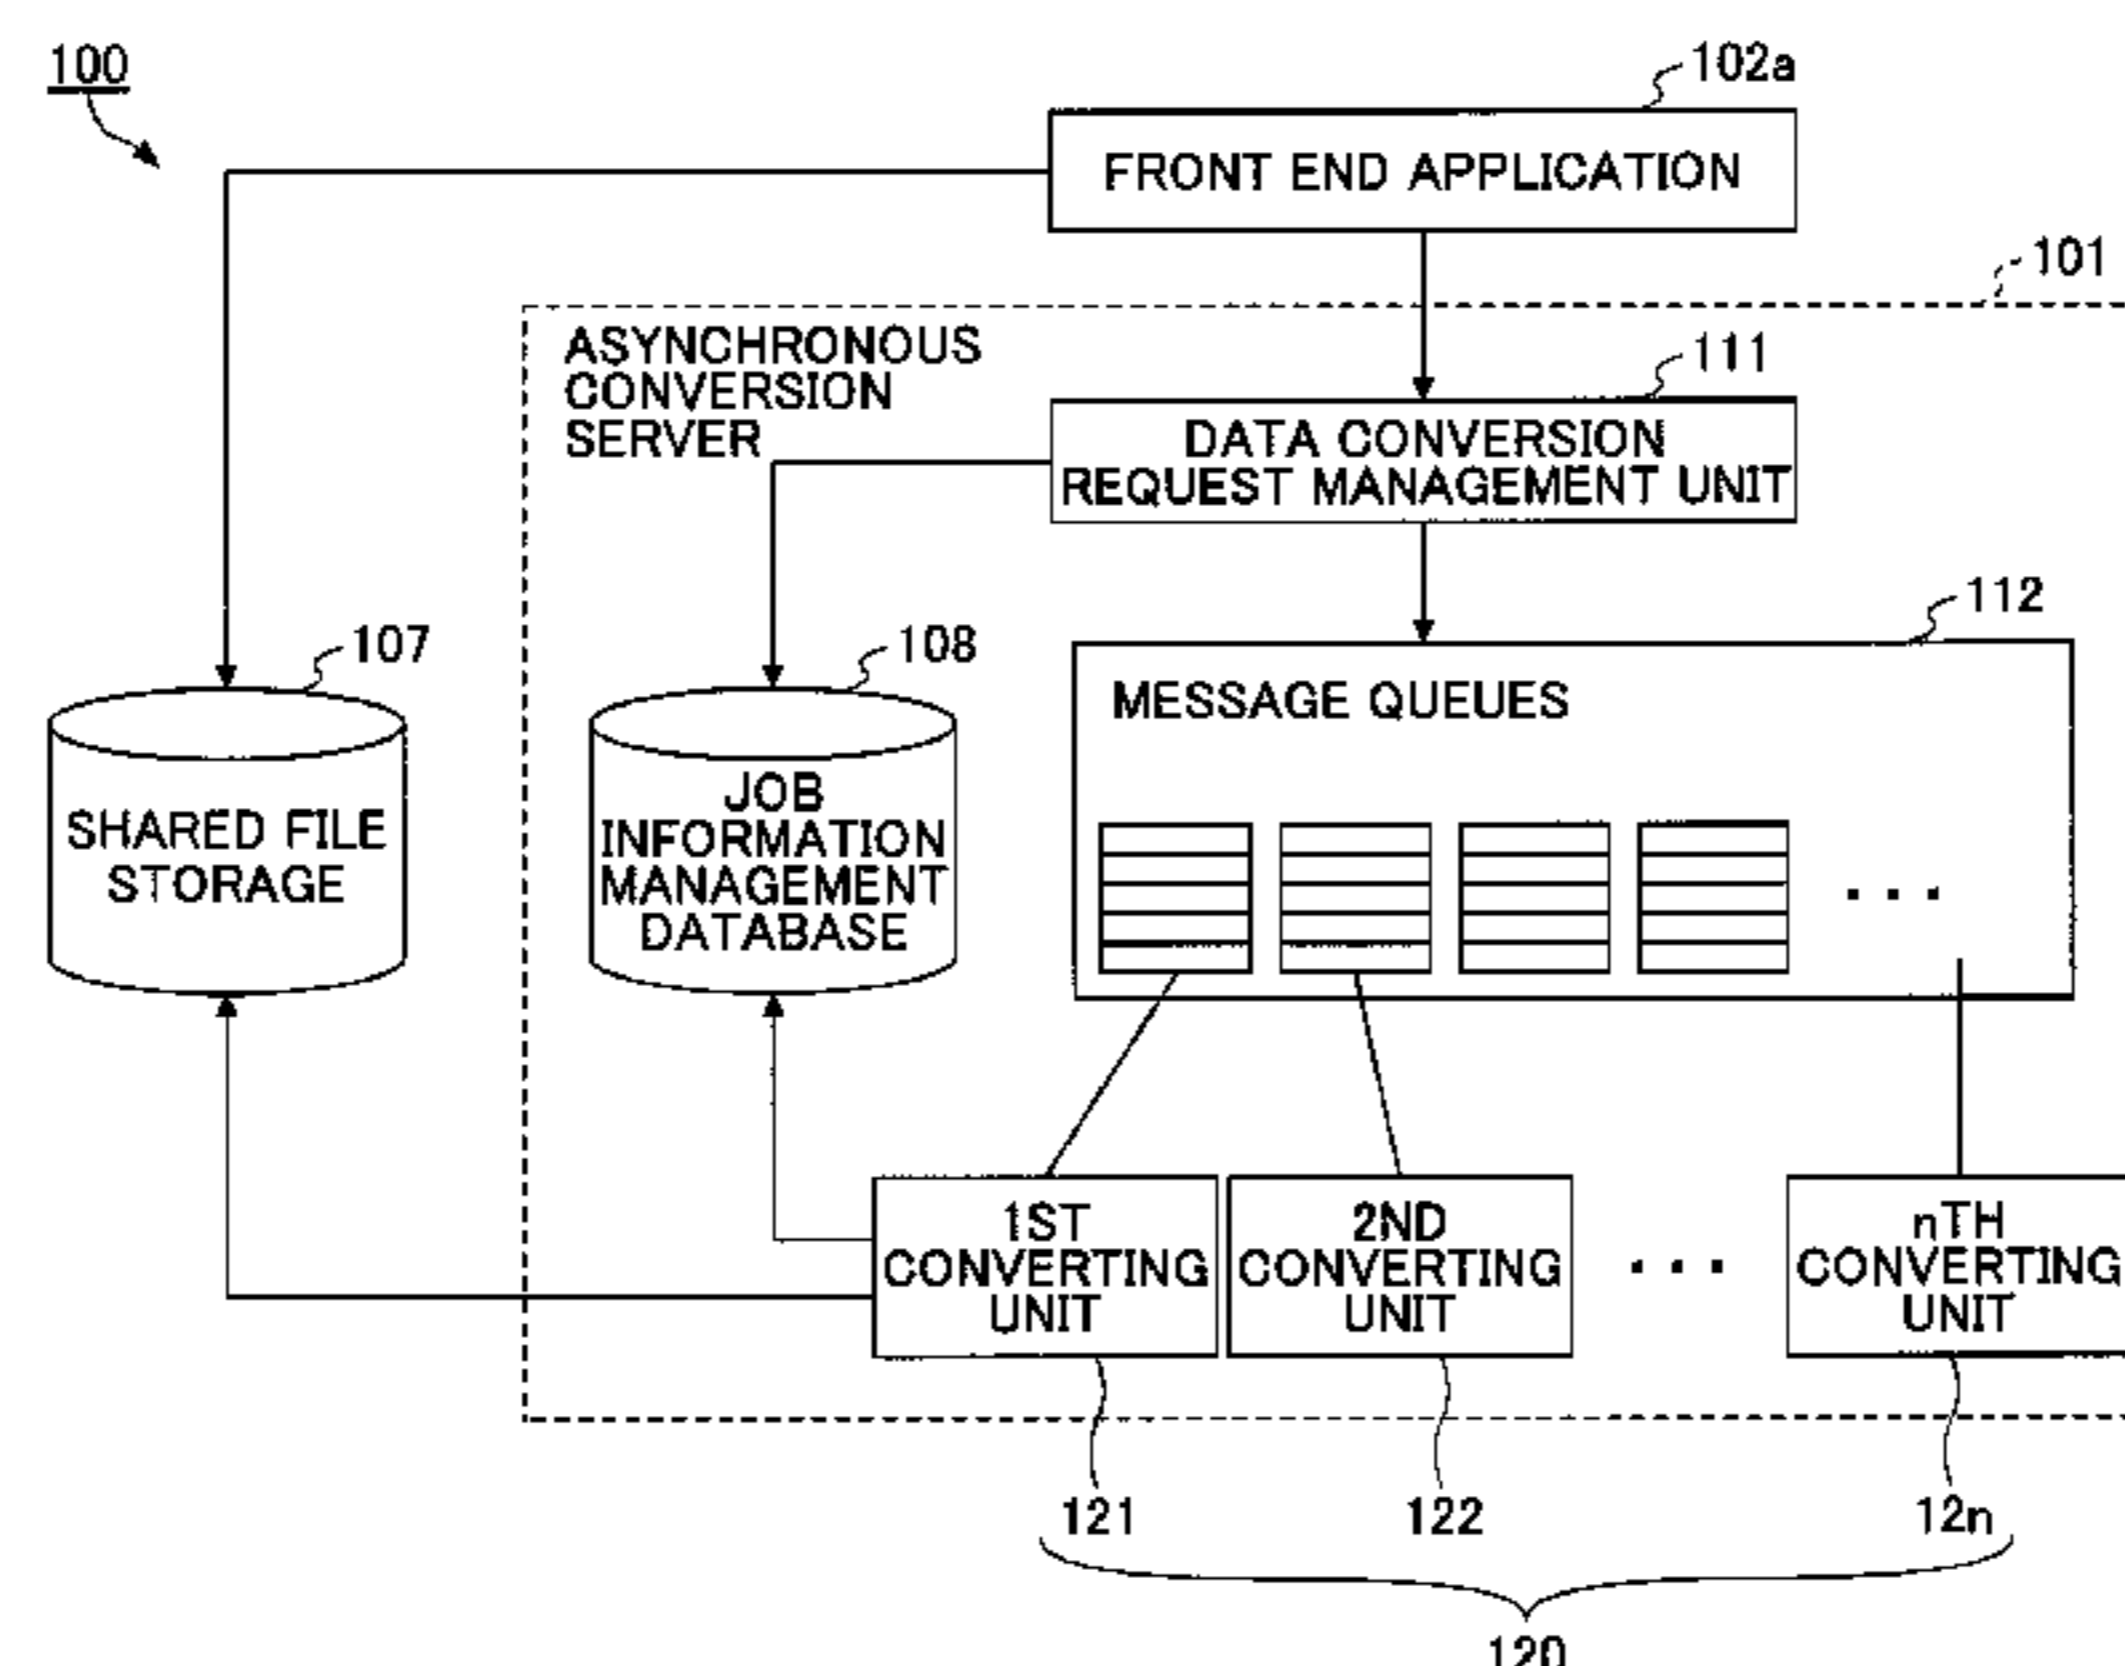 100
102a
FRONT END APPLICATION
101
ASYNCHRONOUS
CONVERSION
SERVER
111
DATA CONVERSION
REQUEST MANAGEMENT UNIT
112
MESSAGE QUEUES
. . .
107
SHARED FILE
STORAGE
108
JOB
INFORMATION
MANAGEMENT
DATABASE
1ST
CONVERTING
UNIT
2ND
CONVERTING
UNIT
. . .
nTH
CONVERTING
UNIT
121
122
12n
120